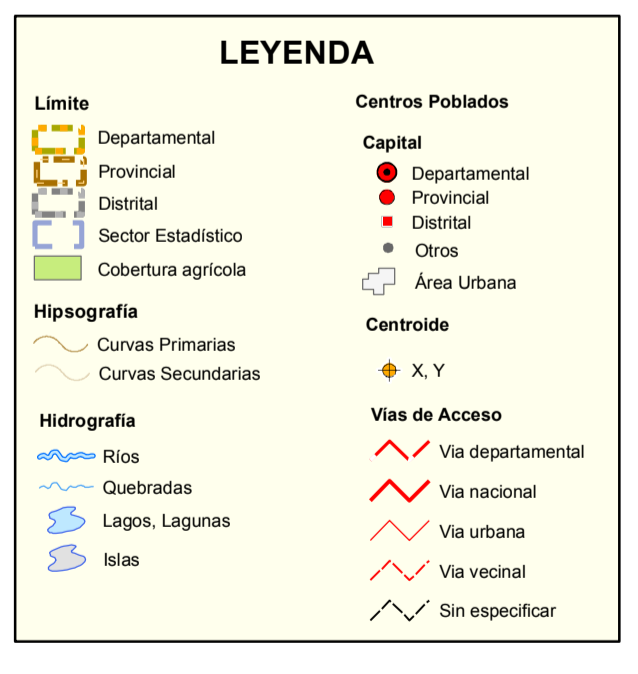 LEYENDA
Límite
Departamental
Provincial
Distrital
Sector Estadístico
Cobertura agrícola
Hipsografía
Curvas Primarias
Curvas Secundarias
Hidrografía
Ríos
Quebradas
Lagos, Lagunas
Islas
Centros Poblados
Capital
Departamental
Provincial
Distrital
Otros
Área Urbana
Centroide
X, Y
Vías de Acceso
Via departamental
Via nacional
Via urbana
Via vecinal
Sin especificar